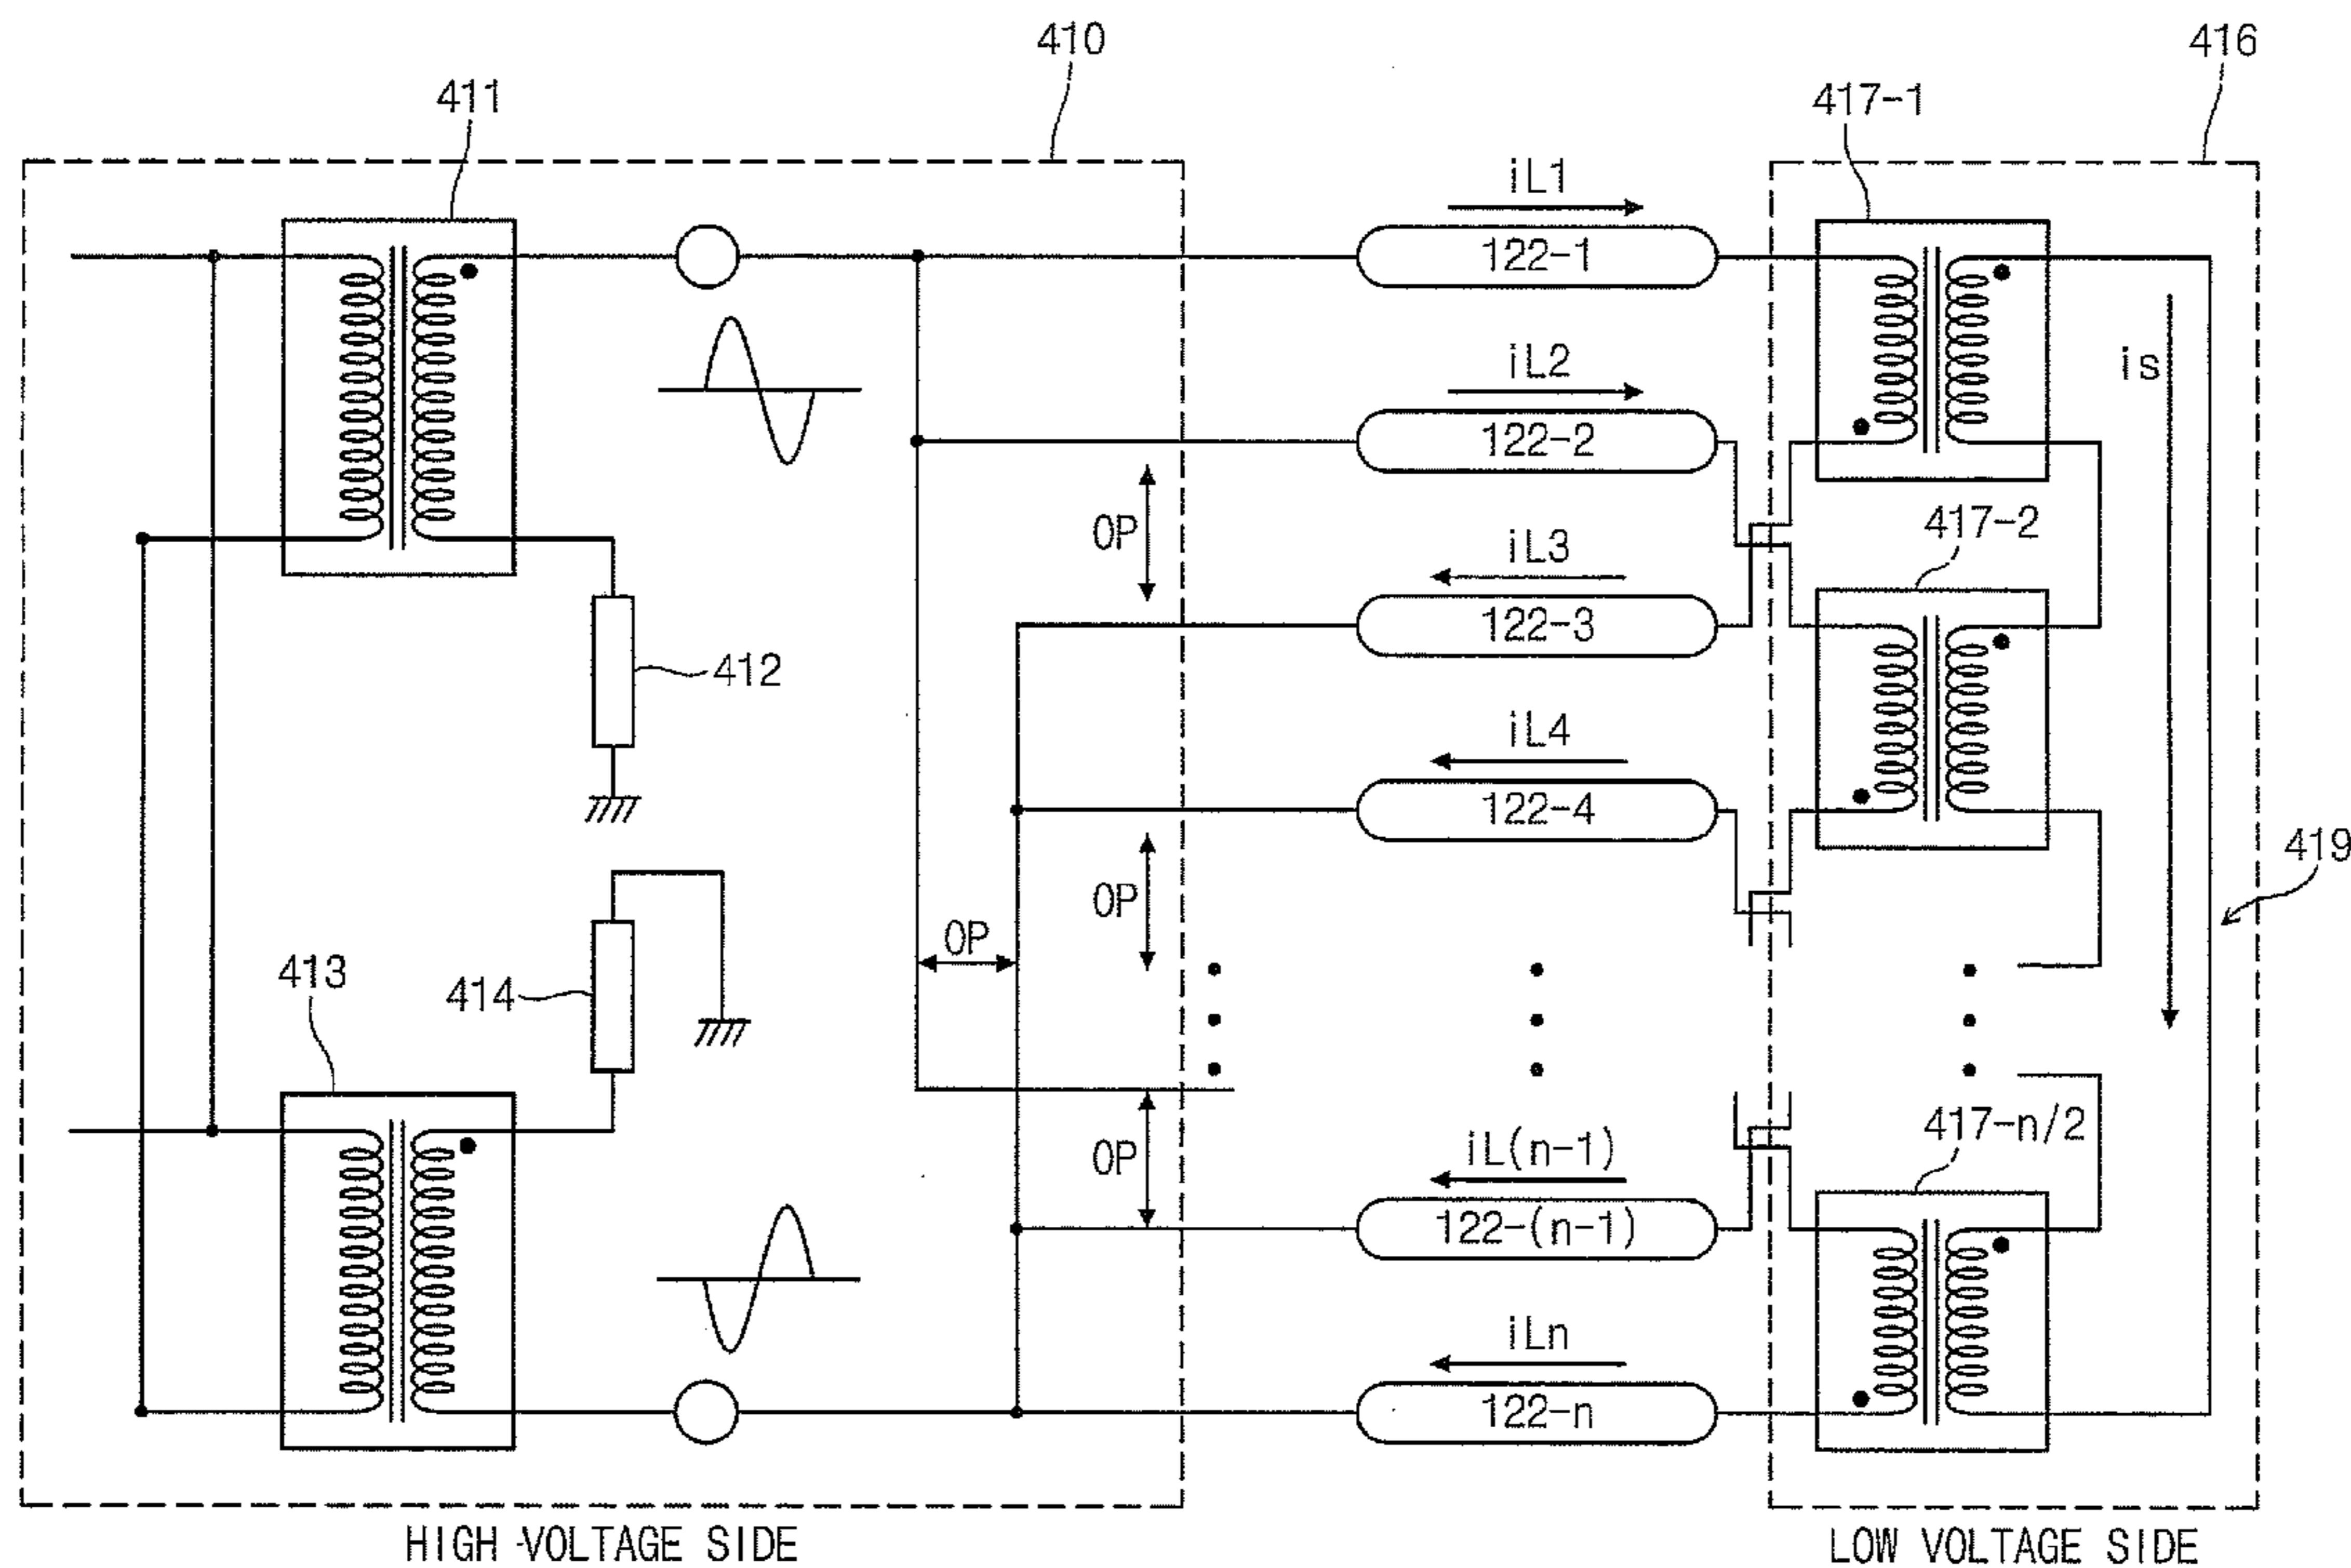 410
416
411
417-1
iL1
122-1
iL2
is
122-2
417-2
OP
iL3
122-3
412
iL4
122-4
419
OP
OP
413
414
417-n/2
OP
iL(n-1)
122-(n-1)
iLn
122-n
HIGH-VOLTAGE SIDE
LOW VOLTAGE SIDE